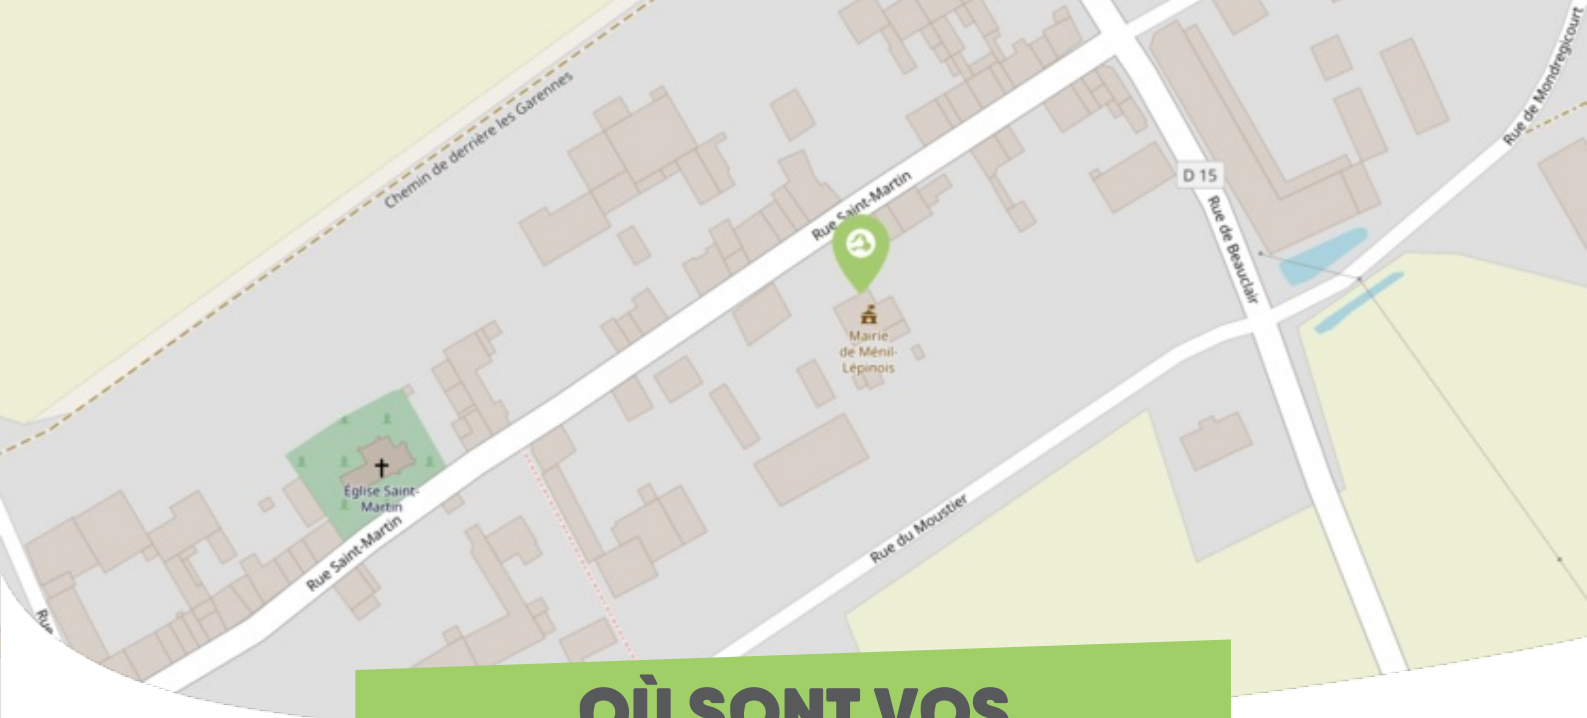 Chemin de derrière les Garennes
Rue Saint-Martin
D 15
Rue de Beauclair
Rue de Mondregicourt
Mairie
de Ménil-
Lépinois
Église Saint-
Martin
Rue Saint-Martin
Rue du Moustier
Rue
OÙ SONT VOS